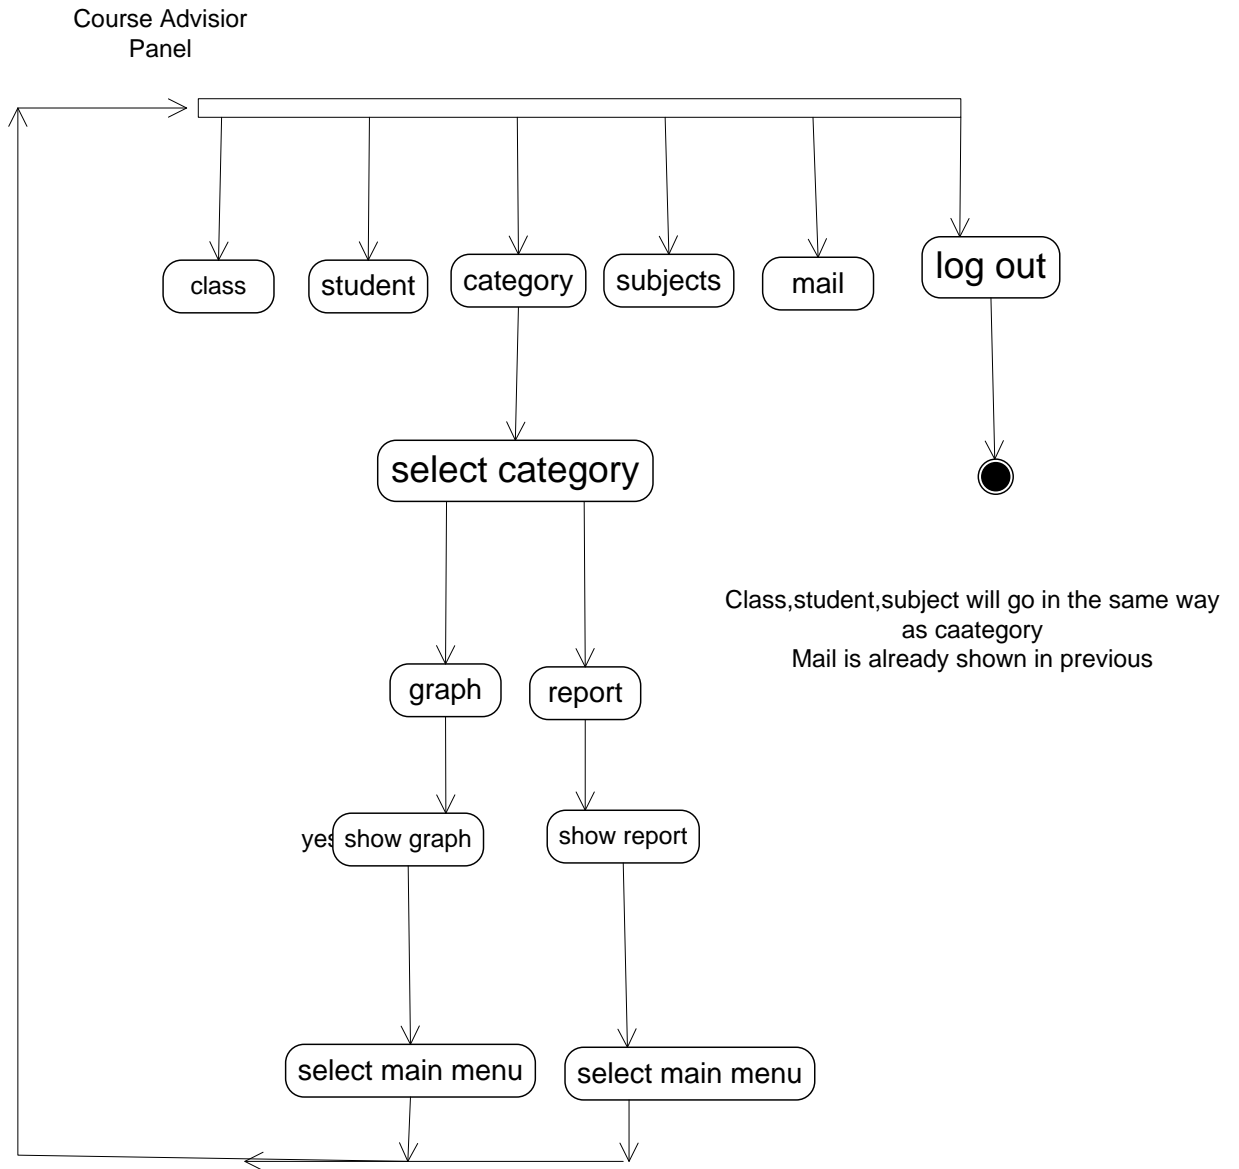 Course Advisior
Panel
class
student
category
subjects
mail
log out
select category
Class,student,subject will go in the same way
as caategory
Mail is already shown in previous
graph
report
yes
show graph
show report
select main menu
select main menu